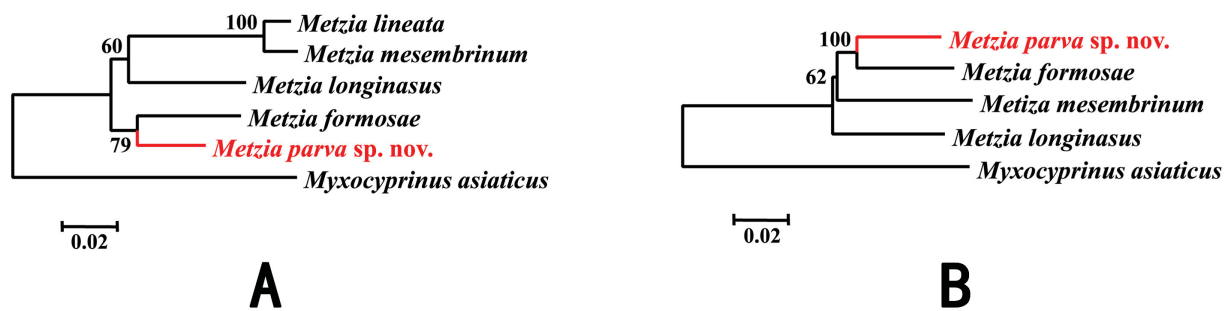 100
Metzia lineata
Metzia mesembrinum
60
Metzia longinasus
Metzia formosae
79
Metzia parva sp. nov.
Myxocyprinus asiaticus
0.02
A
Metzia parva sp. nov.
100
Metzia formosae
62
Metiza mesembrinum
Metzia longinasus
Myxocyprinus asiaticus
0.02
B